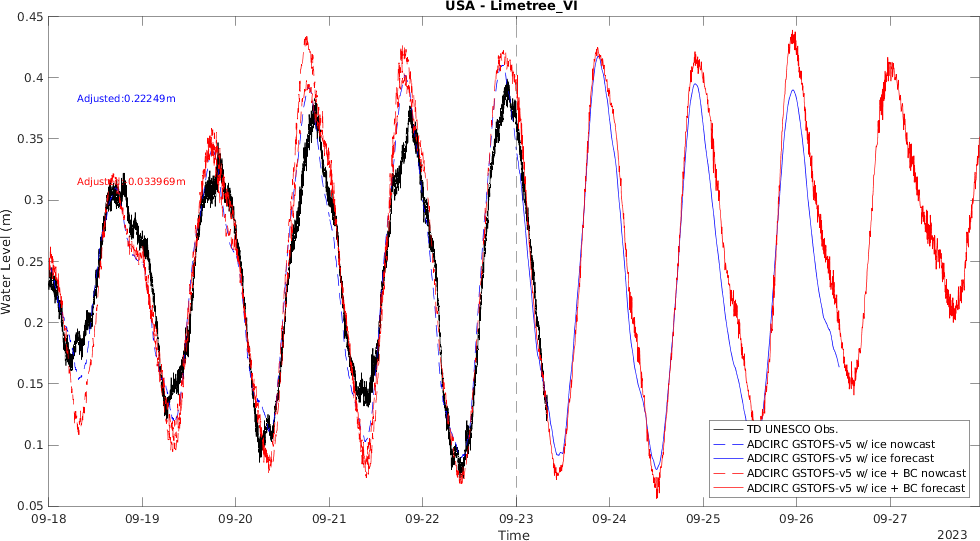 USA - Limetree_VI
0.45
0.4
0.35
0.3
0.25
0.2
0.15
0.1
0.05
Water Level (m)
Adjusted:0.22249m
Adjusted:-0.033969m
TD UNESCO Obs.
ADCIRC GSTOFS-v5 w/ ice nowcast
ADCIRC GSTOFS-v5 w/ ice forecast
ADCIRC GSTOFS-v5 w/ ice + BC nowcast
ADCIRC GSTOFS-v5 w/ ice + BC forecast
09-18 09-19 09-20 09-21 09-22 09-23 09-24 09-25 09-26 09-27
Time
2023